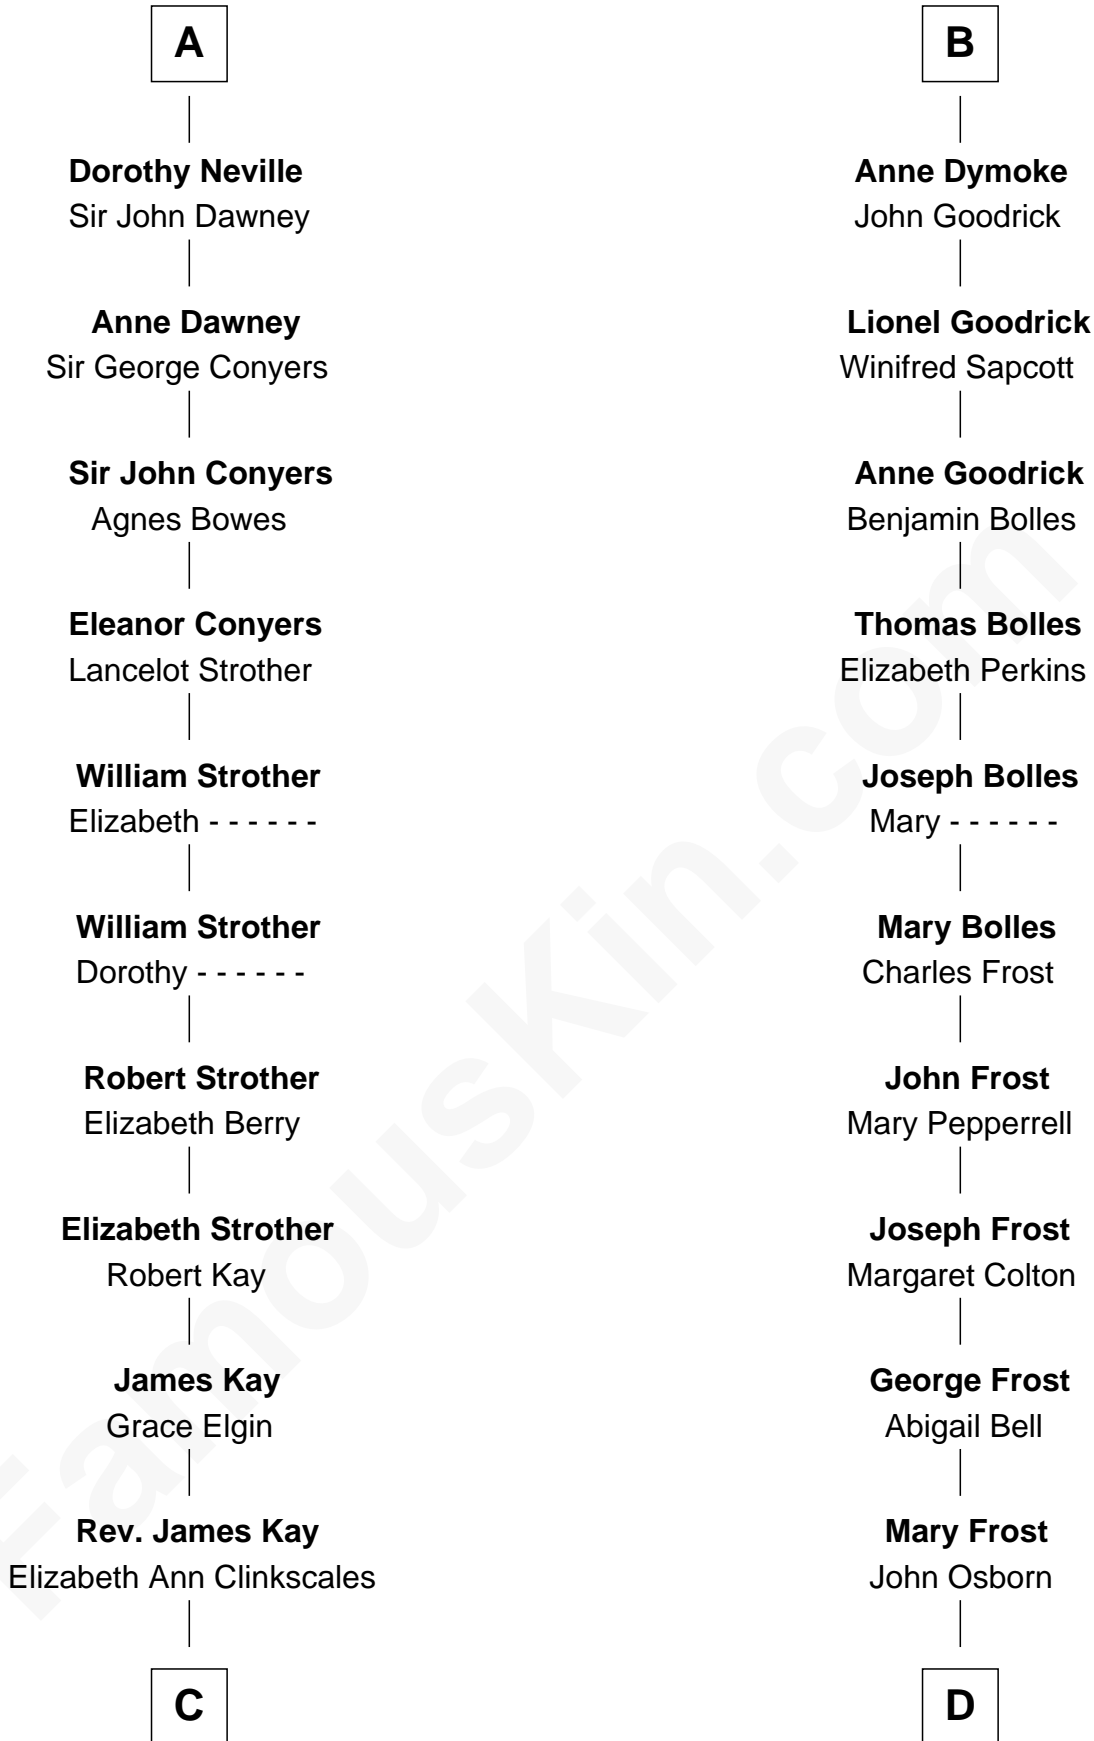 A
Dorothy Neville
Sir John Dawney
Anne Dawney
Sir George Conyers
Sir John Conyers
Agnes Bowes
Eleanor Conyers
Lancelot Strother
William Strother
Elizabeth - - - - - -
William Strother
Dorothy - - - - - -
Robert Strother
Elizabeth Berry
Elizabeth Strother
Robert Kay
James Kay
Grace Elgin
Rev. James Kay
Elizabeth Ann Clinkscales
C
B
Anne Dymoke
John Goodrick
Lionel Goodrick
Winifred Sapcott
Anne Goodrick
Benjamin Bolles
Thomas Bolles
Elizabeth Perkins
Joseph Bolles
Mary - - - - - -
Mary Bolles
Charles Frost
John Frost
Mary Pepperrell
Joseph Frost
Margaret Colton
George Frost
Abigail Bell
Mary Frost
John Osborn
D
FamousKin.com